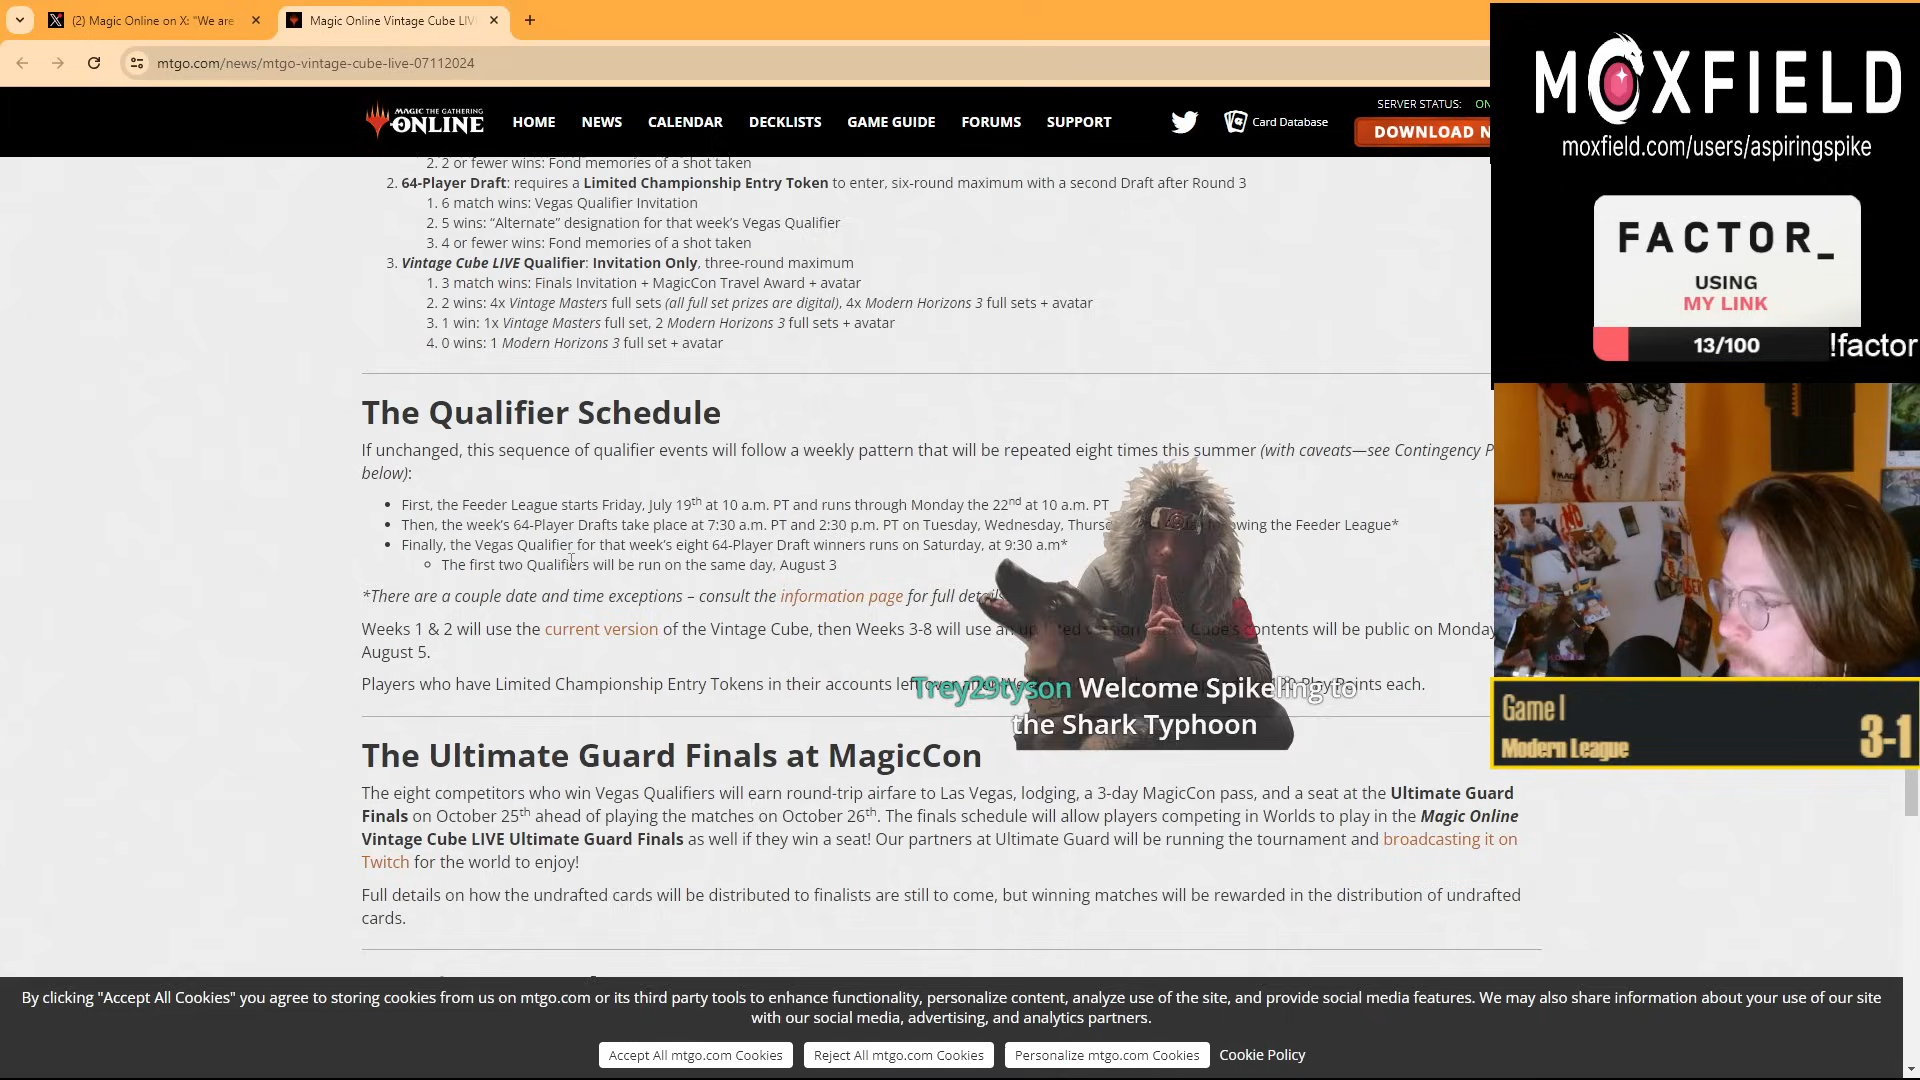 (2) Magic Online on X: "We are
Magic Online Vintage Cube LIV
mtgo.com/news/mtgo-vintage-cube-live-07112024
MAGIC THE GATHERING
ONLINE
HOME NEWS CALENDAR DECKLISTS GAME GUIDE FORUMS SUPPORT
Card Database
SERVER STATUS: ON
DOWNLOAD N
2. 2 or fewer wins: Fond memories of a shot taken
2. 64-Player Draft: requires a Limited Championship Entry Token to enter, six-round maximum with a second Draft after Round 3
1. 6 match wins: Vegas Qualifier Invitation
2. 5 wins: “Alternate” designation for that week’s Vegas Qualifier
3. 4 or fewer wins: Fond memories of a shot taken
3. Vintage Cube LIVE Qualifier: Invitation Only, three-round maximum
1. 3 match wins: Finals Invitation + MagicCon Travel Award + avatar
2. 2 wins: 4x Vintage Masters full sets (all full set prizes are digital), 4x Modern Horizons 3 full sets + avatar
3. 1 win: 1x Vintage Masters full set, 2 Modern Horizons 3 full sets + avatar
4. 0 wins: 1 Modern Horizons 3 full set + avatar
The Qualifier Schedule
If unchanged, this sequence of qualifier events will follow a weekly pattern that will be repeated eight times this summer (with caveats—see Contingency P
below):
First, the Feeder League starts Friday, July 19th at 10 a.m. PT and runs through Monday the 22nd at 10 a.m. PT
Then, the week’s 64-Player Drafts take place at 7:30 a.m. PT and 2:30 p.m. PT on Tuesday, Wednesday, Thursd owing the Feeder League*
Finally, the Vegas Qualifier for that week’s eight 64-Player Draft winners runs on Saturday, at 9:30 a.m*
The first two Qualifiers will be run on the same day, August 3
*There are a couple date and time exceptions – consult the information page for full details
Weeks 1 & 2 will use the current version of the Vintage Cube, then Weeks 3-8 will use an Cube’s contents will be public on Monday
August 5.
Players who have Limited Championship Entry Tokens in their accounts left Play Points each.
Trey29tyson Welcome Spikeling to
the Shark Typhoon
The Ultimate Guard Finals at MagicCon
The eight competitors who win Vegas Qualifiers will earn round-trip airfare to Las Vegas, lodging, a 3-day MagicCon pass, and a seat at the Ultimate Guard
Finals on October 25th ahead of playing the matches on October 26th. The finals schedule will allow players competing in Worlds to play in the Magic Online
Vintage Cube LIVE Ultimate Guard Finals as well if they win a seat! Our partners at Ultimate Guard will be running the tournament and broadcasting it on
Twitch for the world to enjoy!
Full details on how the undrafted cards will be distributed to finalists are still to come, but winning matches will be rewarded in the distribution of undrafted
cards.
By clicking "Accept All Cookies" you agree to storing cookies from us on mtgo.com or its third party tools to enhance functionality, personalize content, analyze use of the site, and provide social media features. We may also share information about your use of our site
with our social media, advertising, and analytics partners.
Accept All mtgo.com Cookies
Reject All mtgo.com Cookies
Personalize mtgo.com Cookies
Cookie Policy
MOXFIELD
moxfield.com/users/aspiringspike
FACTOR_
USING
MY LINK
13/100
!factor
Game 1
Modern League
3-1